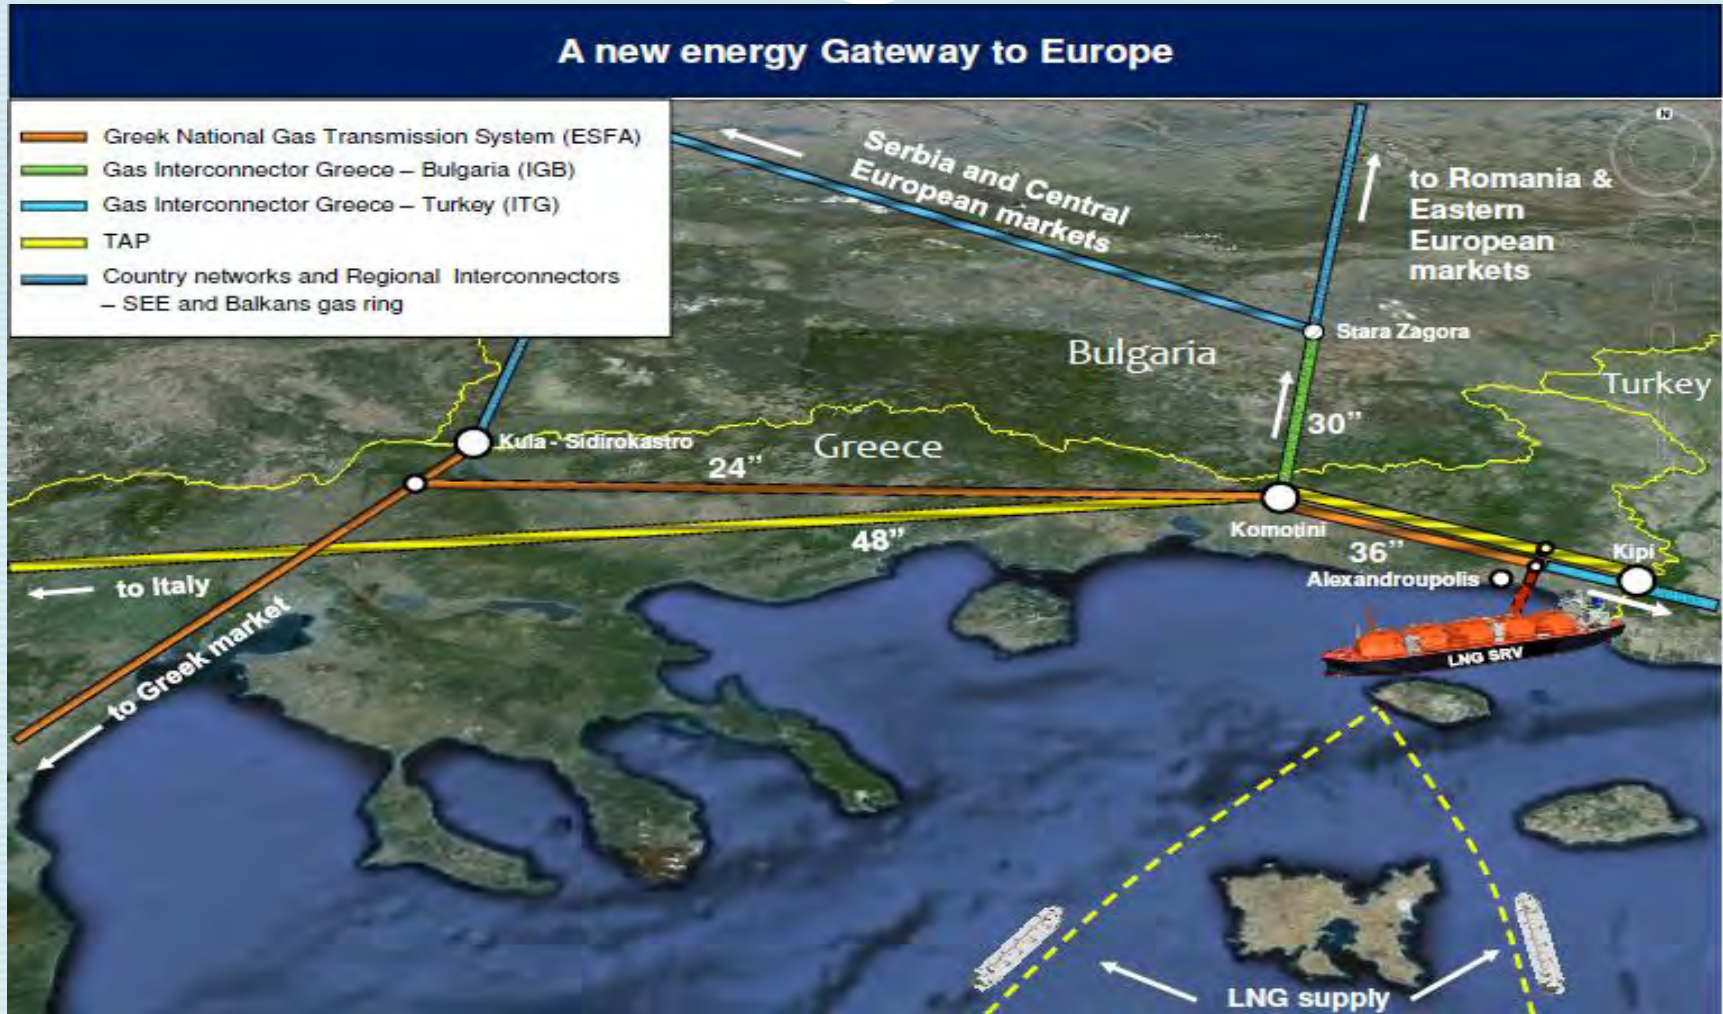 A new energy Gateway to Europe
N
Greek National Gas Transmission System (ESFA)
Gas Interconnector Greece – Bulgaria (IGB)
Gas Interconnector Greece – Turkey (ITG)
TAP
Country networks and Regional Interconnectors
– SEE and Balkans gas ring
Serbia and Central
European markets
to Romania &
Eastern
European
markets
Stara Zagora
Bulgaria
Turkey
30”
Kula - Sidirokastro
Greece
24”
Komotini
48”
36”
Kipi
Alexandroupolis
to Italy
to Greek market
LNG SRV
LNG supply